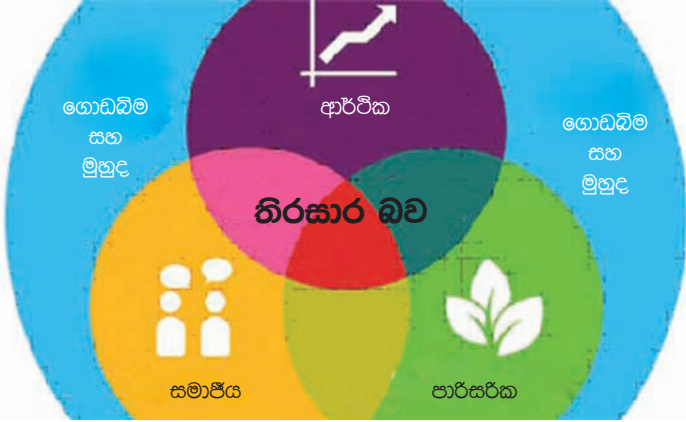 ආර්ථික
ගොඩබිම
සහ
මුහුද
ගොඩබිම
සහ
මුහුද
තිරසාර බව
සමාජීය
පාරිසරික